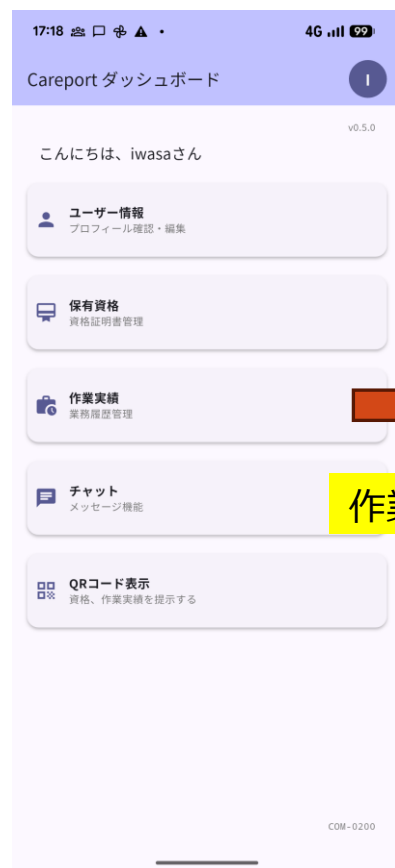 17:18
4G 99
Careport ダッシュボード
I
v0.5.0
こんにちは、iwasaさん
ユーザー情報
プロフィール確認・編集
保有資格
資格証明書管理
作業実績
業務履歴管理
チャット
メッセージ機能
作
QRコード表示
資格、作業実績を提示する
COM-0200